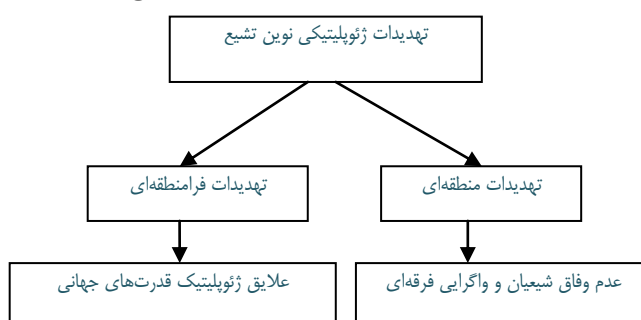 تهدیدات ژئوپلیتیکی نوین تشیع
تهدیدات منطقه‌ای
تهدیدات فرامنطقه‌ای
عدم وفاق شیعیان و واگرایی فرقه‌ای
علایق ژئوپلیتیک قدرت‌های جهانی